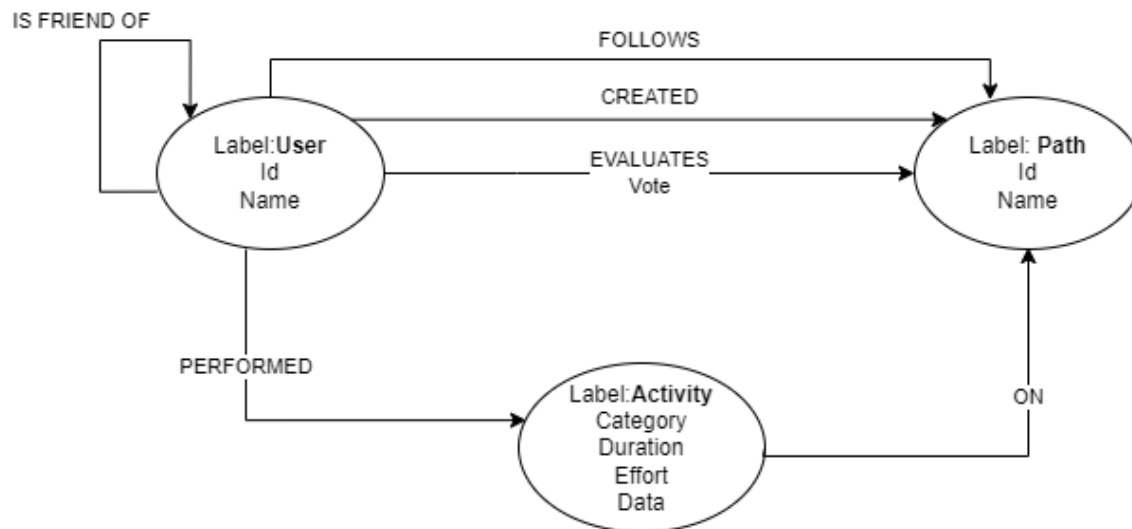 IS FRIEND OF
FOLLOWS
CREATED
Label:User
Id
Name
EVALUATES
Vote
Label: Path
Id
Name
PERFORMED
Label:Activity
Category
Duration
Effort
Data
ON